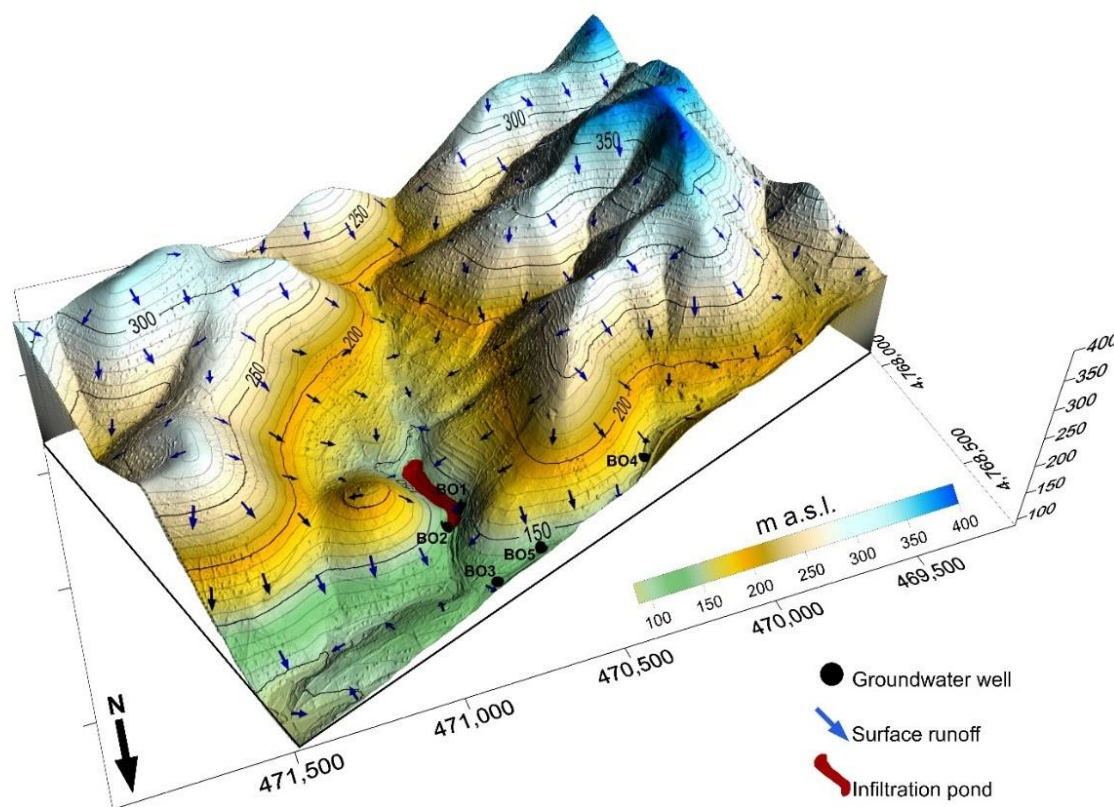 300
350
250
300
200
250
200
150
BO1
BO2
BO3
BO4
BO5
4,768,000
4,768,500
400
350
300
250
200
150
100
m a.s.l.
100 150 200 250 300 350 400
469,500
470,000
470,500
471,000
471,500
N
Groundwater well
Surface runoff
Infiltration pond